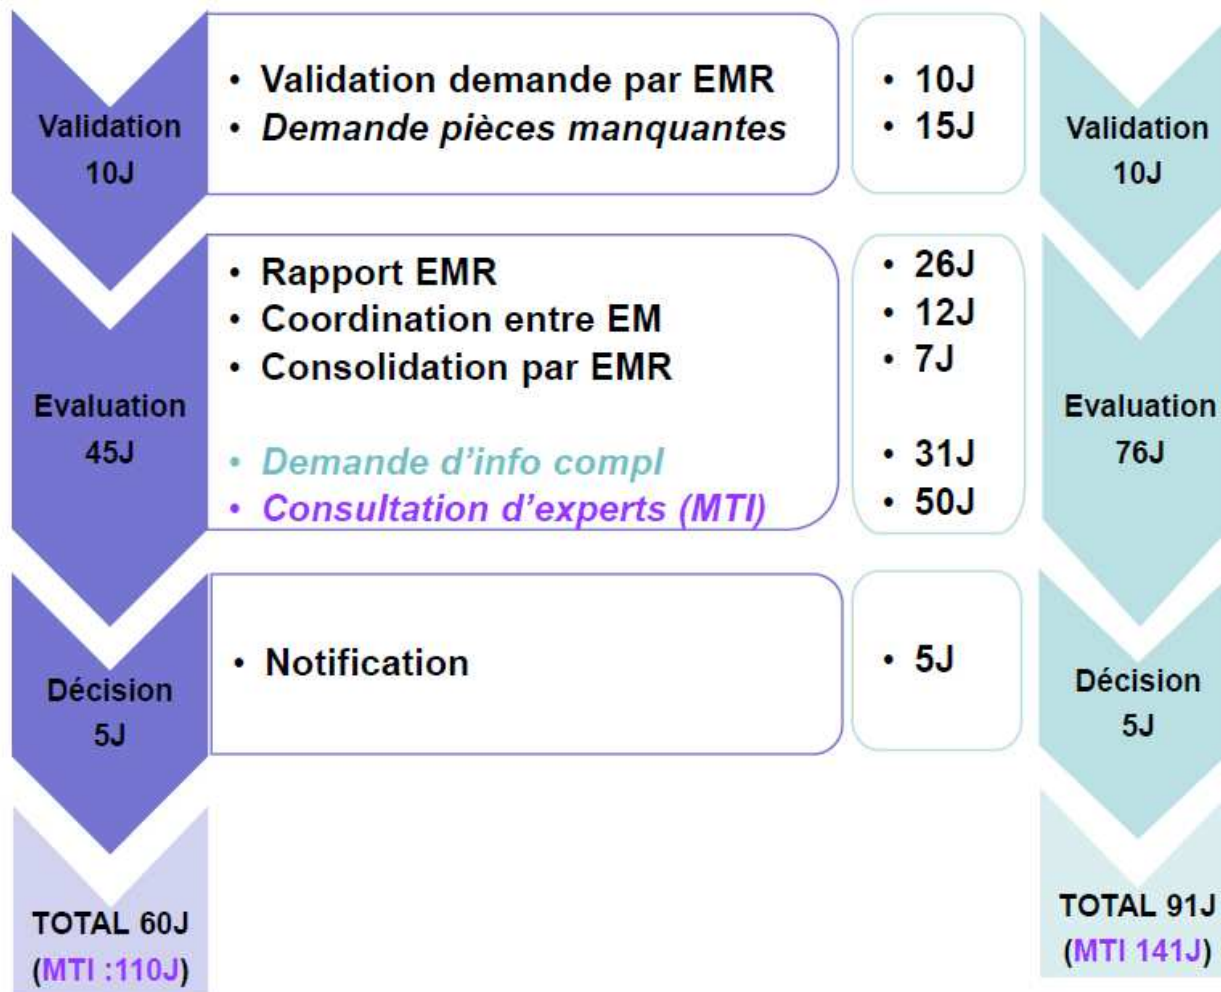 Validation
10J
• Validation demande par EMR
• Demande pièces manquantes
• 10J
• 15J
Validation
10J
Evaluation
45J
• Rapport EMR
• Coordination entre EM
• Consolidation par EMR
• Demande d'info compl
• Consultation d'experts (MTI)
• 26J
• 12J
• 7J
• 31J
• 50J
Evaluation
76J
Décision
5J
• Notification
• 5J
Décision
5J
TOTAL 60J
(MTI :110J)
TOTAL 91J
(MTI 141J)